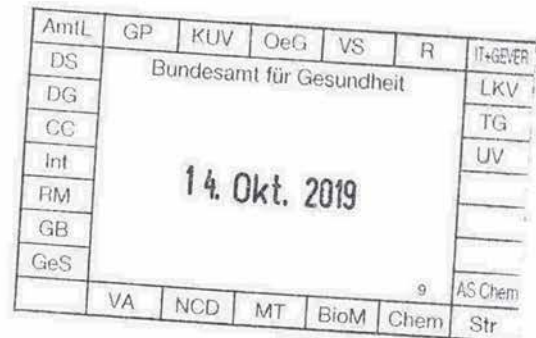 AmtL GP KUV OeG VS R IT+GEVER
DS Bundesamt für Gesundheit LKV
DG TG
CC UV
Int 14. Okt. 2019
RM
GB
GeS 9 AS Chem
VA NCD MT BioM Chem Str